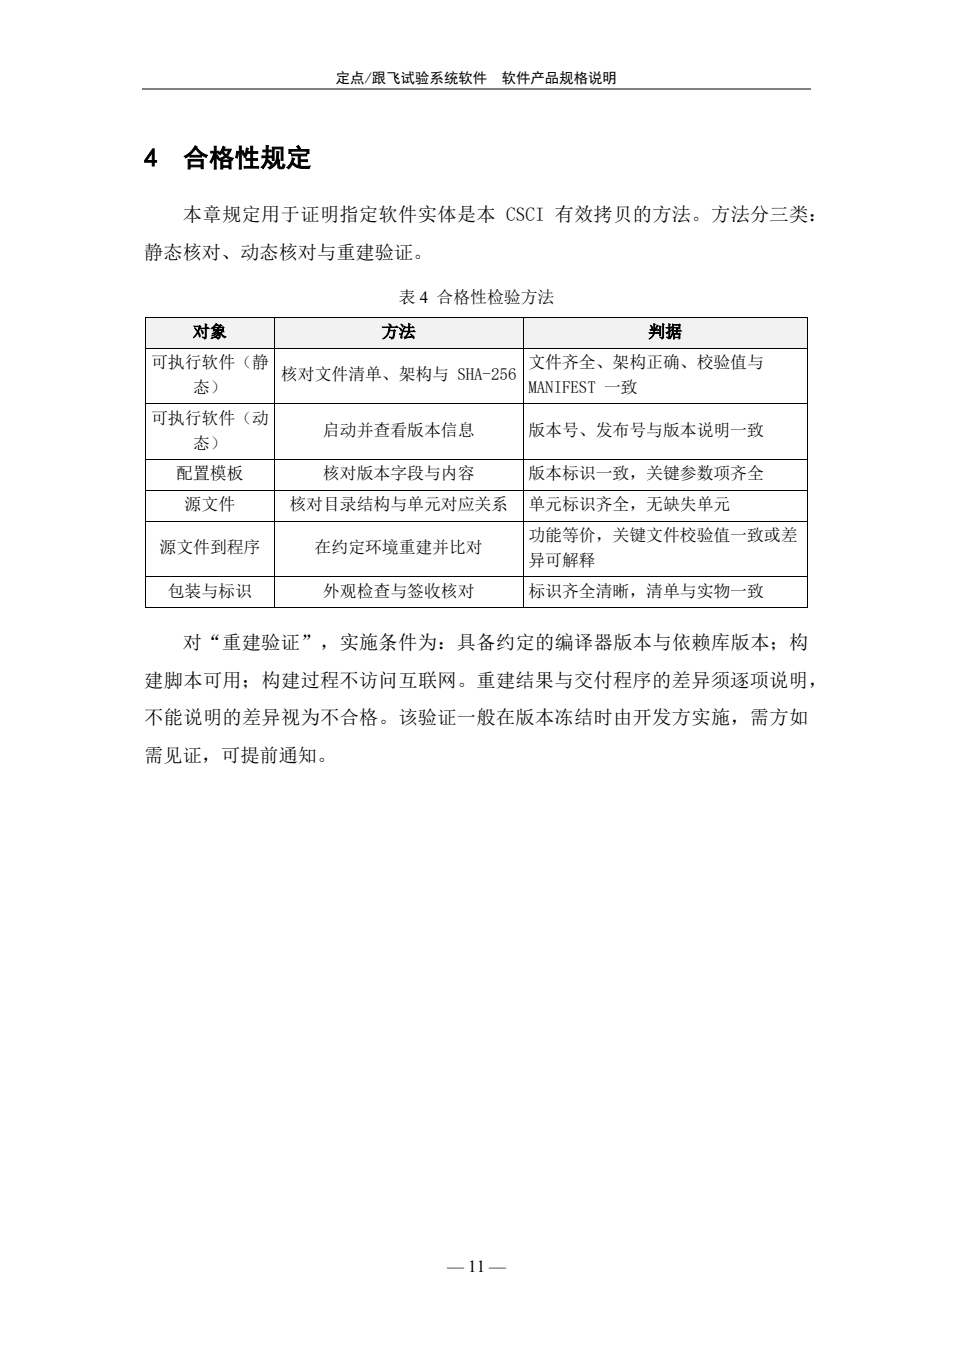 定点/跟飞试验系统软件　软件产品规格说明
4　合格性规定
本章规定用于证明指定软件实体是本 CSCI 有效拷贝的方法。方法分三类：
静态核对、动态核对与重建验证。
表 4 合格性检验方法
对象　方法　判据
可执行软件（静态）　核对文件清单、架构与 SHA-256　文件齐全、架构正确、校验值与 MANIFEST 一致
可执行软件（动态）　启动并查看版本信息　版本号、发布号与版本说明一致
配置模板　核对版本字段与内容　版本标识一致，关键参数项齐全
源文件　核对目录结构与单元对应关系　单元标识齐全，无缺失单元
源文件到程序　在约定环境重建并比对　功能等价，关键文件校验值一致或差异可解释
包装与标识　外观检查与签收核对　标识齐全清晰，清单与实物一致
对“重建验证”，实施条件为：具备约定的编译器版本与依赖库版本；构
建脚本可用；构建过程不访问互联网。重建结果与交付程序的差异须逐项说明，
不能说明的差异视为不合格。该验证一般在版本冻结时由开发方实施，需方如
需见证，可提前通知。
— 11 —